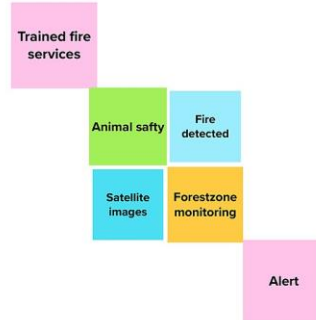 Trained fire
services
Animal safty
Fire
detected
Satellite
images
Forestzone
monitoring
Alert